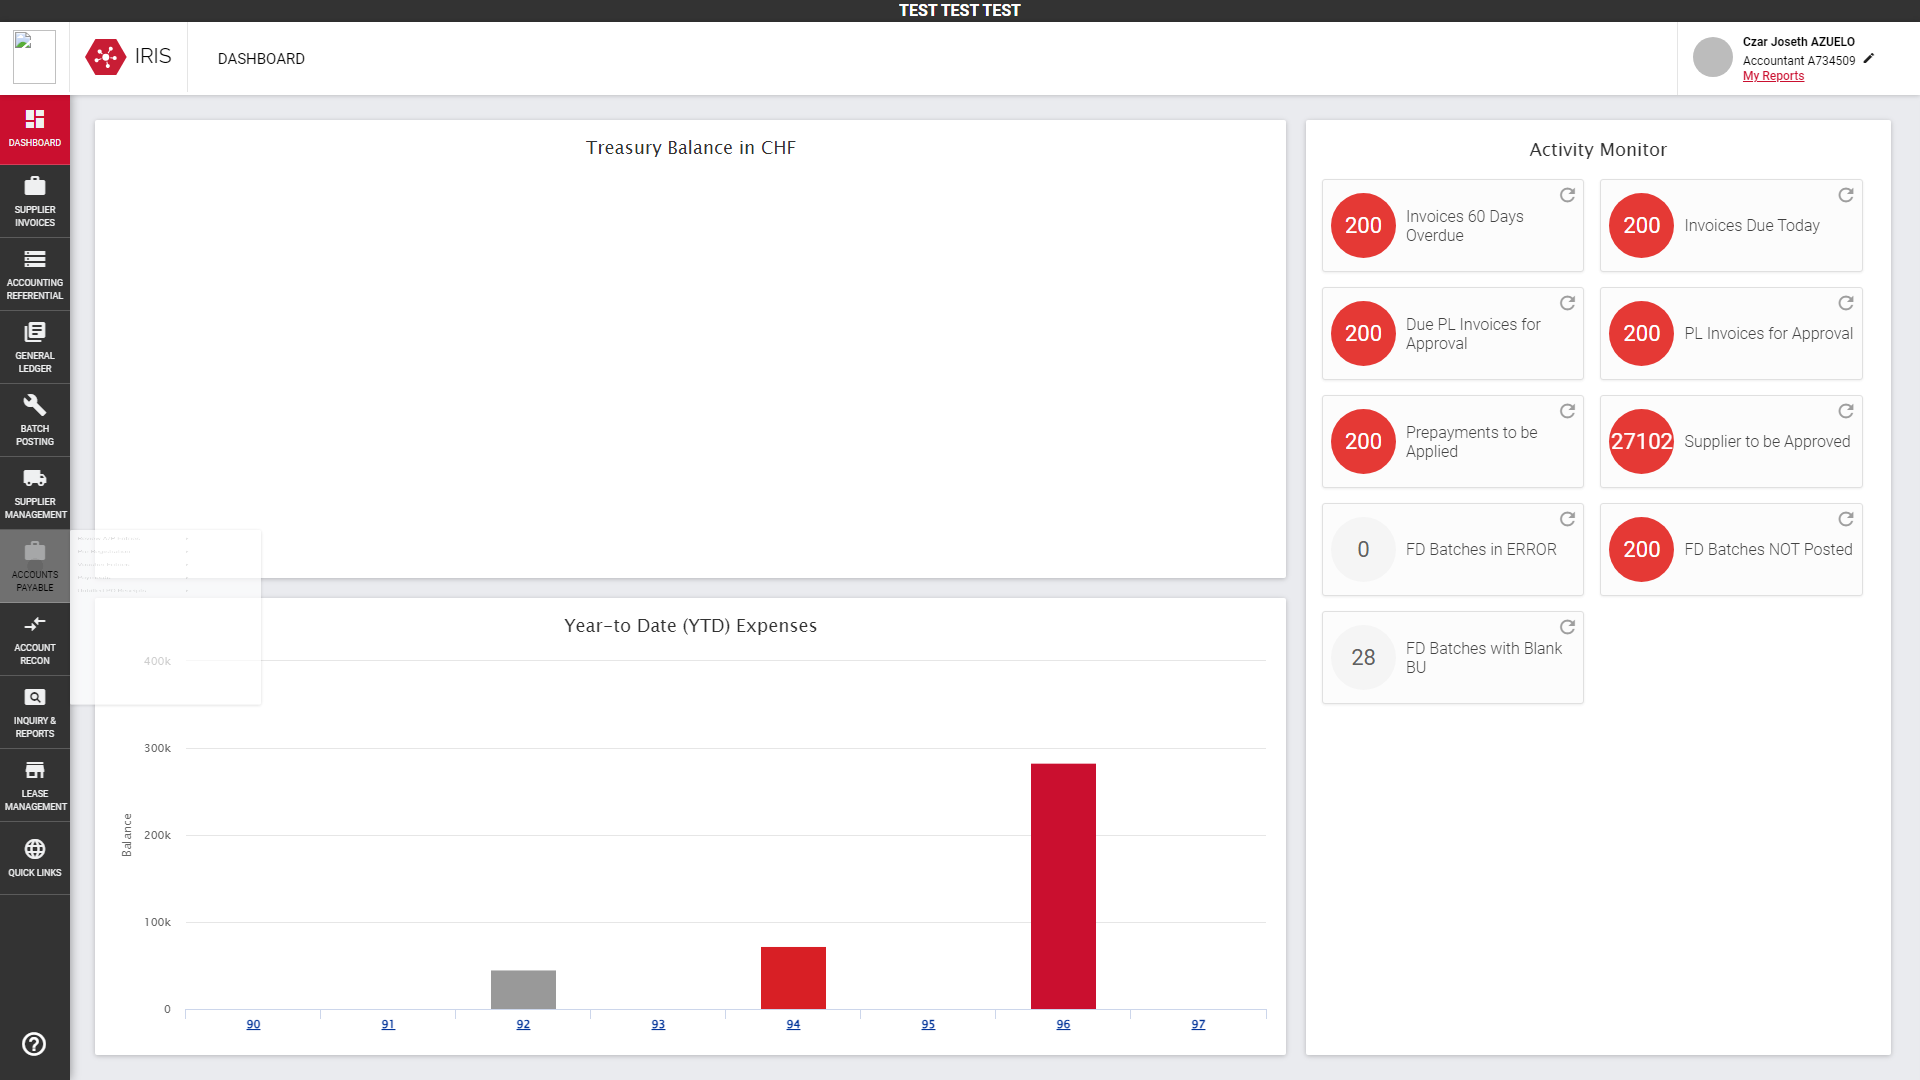 TEST TEST TEST
IRIS
DASHBOARD
Czar Joseth AZUELO
Accountant A734509
My Reports
DASHBOARD
SUPPLIER
INVOICES
ACCOUNTING
REFERENTIAL
GENERAL
LEDGER
BATCH
POSTING
SUPPLIER
MANAGEMENT
ACCOUNTS
PAYABLE
ACCOUNT
RECON
INQUIRY &
REPORTS
LEASE
MANAGEMENT
QUICK LINKS
Treasury Balance in CHF
Year-to Date (YTD) Expenses
400k
300k
200k
100k
0
Balance
90 91 92 93 94 95 96 97
Activity Monitor
200 Invoices 60 Days
Overdue
200 Invoices Due Today
200 Due PL Invoices for
Approval
200 PL Invoices for Approval
200 Prepayments to be
Applied
27102 Supplier to be Approved
0 FD Batches in ERROR
200 FD Batches NOT Posted
28 FD Batches with Blank
BU